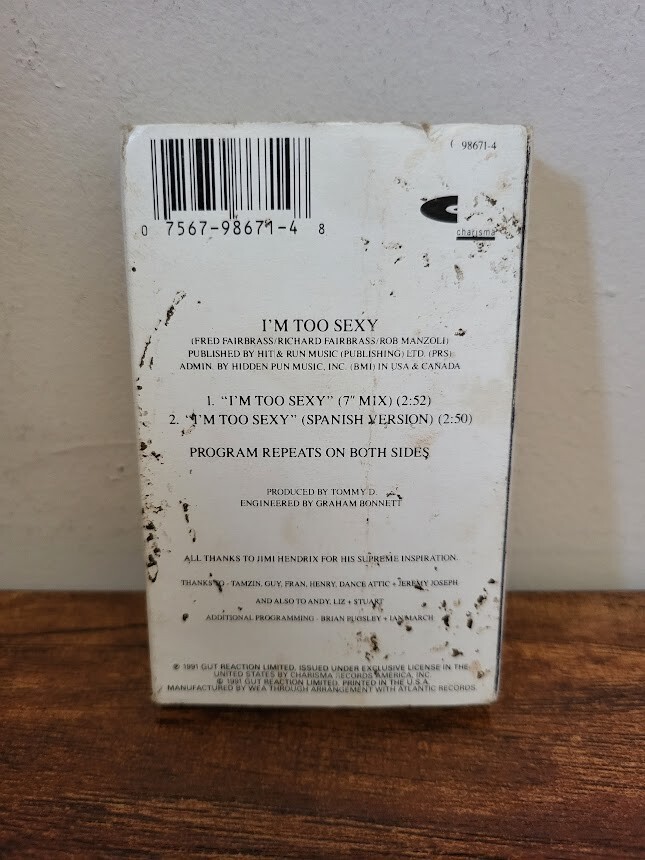 98671-4
0 7567-98671-4 8
charisma
I'M TOO SEXY
(FRED FAIRBRASS/RICHARD FAIRBRASS/ROB MANZOLI)
PUBLISHED BY HIT & RUN MUSIC (PUBLISHING) LTD. (PRS)
ADMIN. BY HIDDEN PUN MUSIC, INC. (BMI) IN USA & CANADA
1. "I'M TOO SEXY" (7" MIX) (2:52)
2. "I'M TOO SEXY" (SPANISH VERSION) (2:50)
PROGRAM REPEATS ON BOTH SIDES
PRODUCED BY TOMMY D.
ENGINEERED BY GRAHAM BONNETT
ALL THANKS TO JIMI HENDRIX FOR HIS SUPREME INSPIRATION.
THANKS TO - TAMZIN, GUY, FRAN, HENRY, DANCE ATTIC + JEREMY JOSEPH
AND ALSO TO ANDY, LIZ + STUART
ADDITIONAL PROGRAMMING - BRIAN PUGSLEY + IAN MARCH
℗ 1991 GUT REACTION LIMITED. ISSUED UNDER EXCLUSIVE LICENSE IN THE
UNITED STATES BY CHARISMA RECORDS AMERICA, INC.
© 1991 GUT REACTION LIMITED. PRINTED IN THE U.S.A.
MANUFACTURED BY WEA THROUGH ARRANGEMENT WITH ATLANTIC RECORDS.